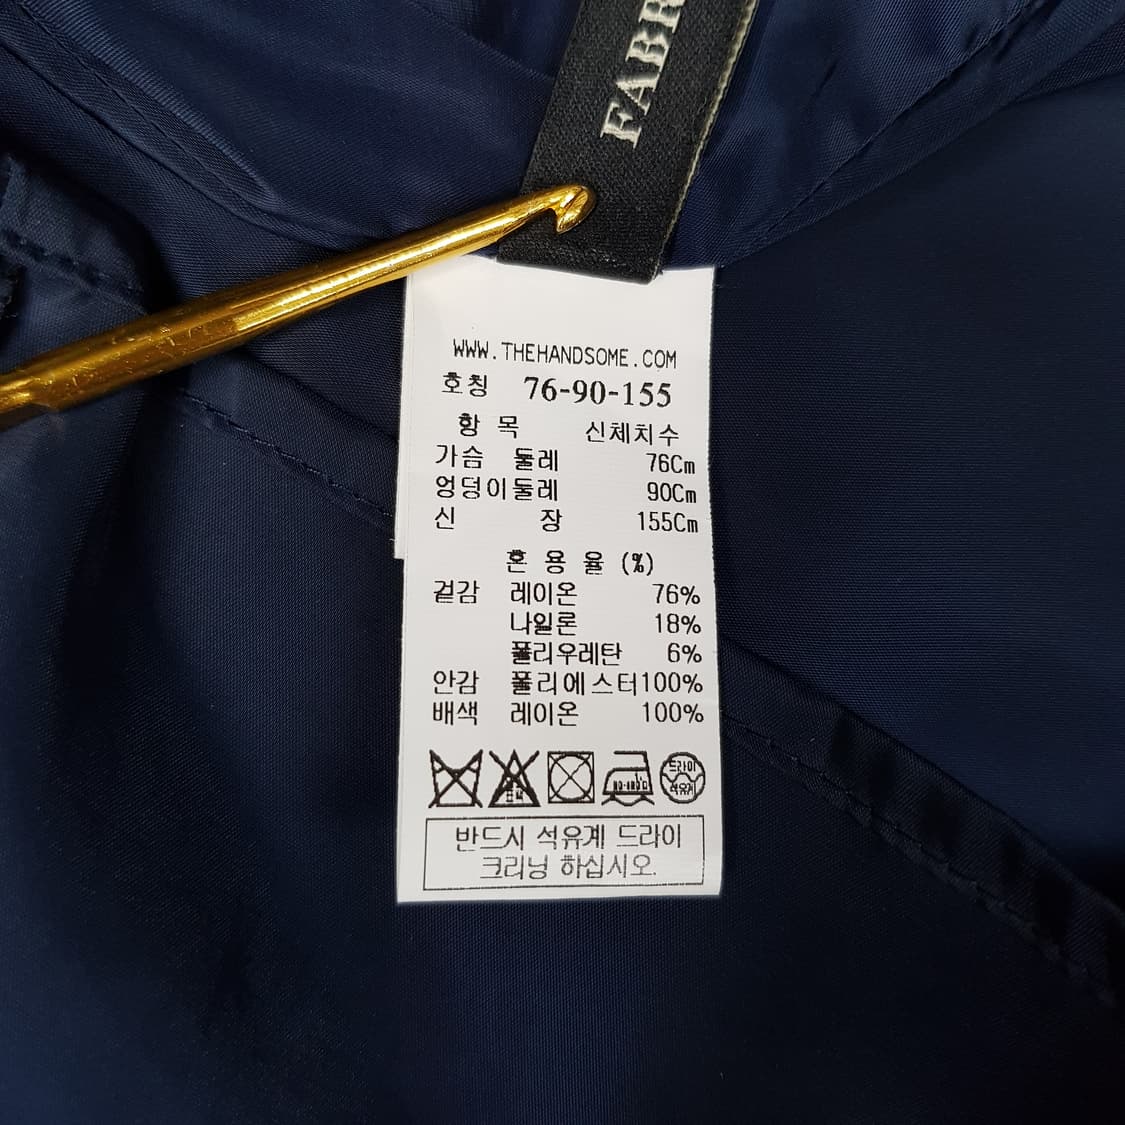 FABR
WWW.THEHANDSOME.COM
호칭 76-90-155
항 목 신체치수
가슴 둘레 76Cm
엉덩이둘레 90Cm
신 장 155Cm
혼 용 율 (%)
겉감 레이온 76%
나일론 18%
폴리우레탄 6%
안감 폴리에스터100%
배색 레이온 100%
드라이
석유계
반드시 석유계 드라이
크리닝 하십시오.